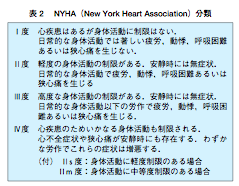 表2 NYHA（New York Heart Association）分類
I度 心疾患はあるが身体活動に制限はない．
日常的な身体活動では著しい疲労，動悸，呼吸困難
あるいは狭心痛を生じない．
II度 軽度の身体活動の制限がある．安静時には無症状．
日常的な身体活動で疲労，動悸，呼吸困難あるいは
狭心痛を生じる．
III度 高度な身体活動の制限がある．安静時には無症状．
日常的な身体活動以下の労作で疲労，動悸，呼吸困
難あるいは狭心痛を生じる．
IV度 心疾患のためいかなる身体活動も制限される．
心不全症状や狭心痛が安静時にも存在する．わずか
な労作でこれらの症状は増悪する．
（付） IIs度：身体活動に軽度制限のある場合
IIm度：身体活動に中等度制限のある場合